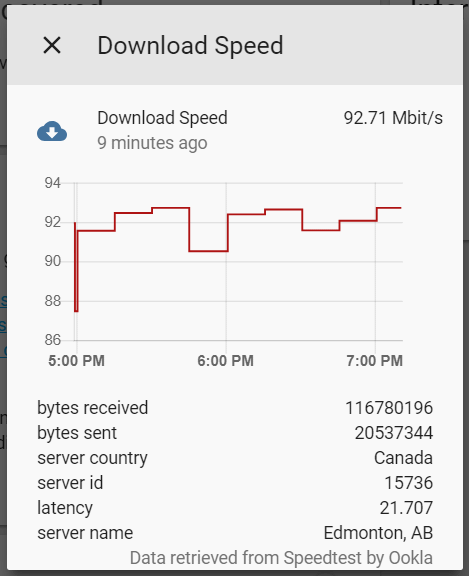 Download Speed
Download Speed 92.71 Mbit/s
9 minutes ago
94
92
90
88
86
5:00 PM 6:00 PM 7:00 PM
bytes received 116780196
bytes sent 20537344
server country Canada
server id 15736
latency 21.707
server name Edmonton, AB
Data retrieved from Speedtest by Ookla